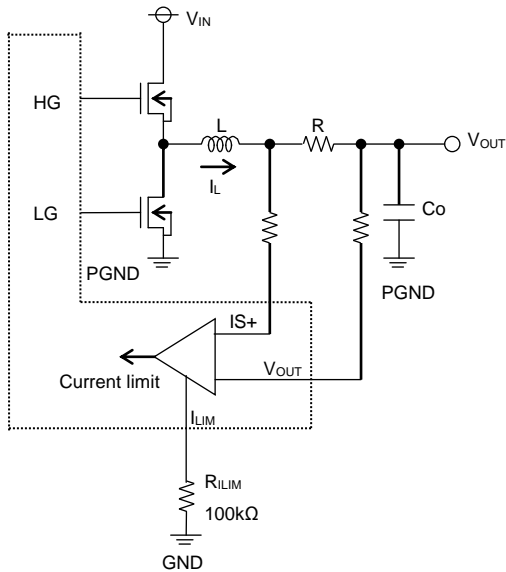 VIN
HG
L
R
VOUT
IL
LG
Co
PGND
PGND
IS+
VOUT
Current limit
ILIM
RILIM
100kΩ
GND